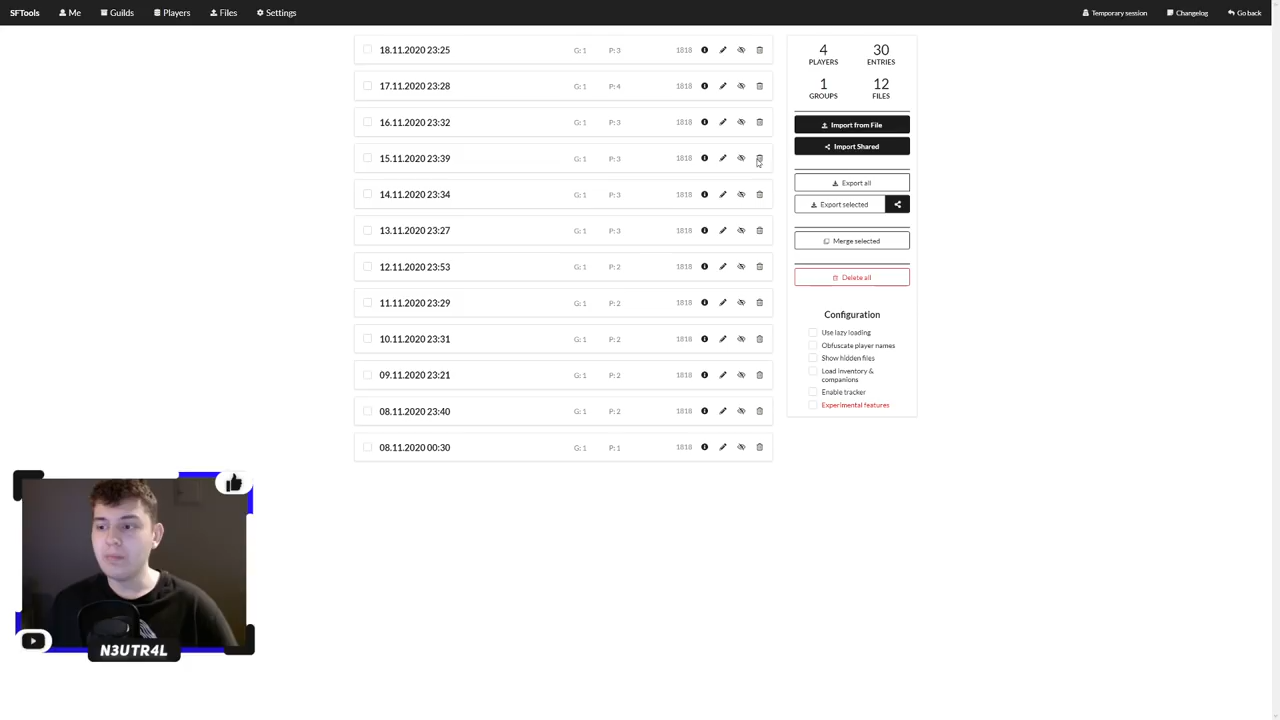 SFTools Me Guilds Players Files Settings Temporary session Changelog Go back
18.11.2020 23:25 G: 1 P: 3 1818
17.11.2020 23:28 G: 1 P: 4 1818
16.11.2020 23:32 G: 1 P: 3 1818
15.11.2020 23:39 G: 1 P: 3 1818
14.11.2020 23:34 G: 1 P: 3 1818
13.11.2020 23:27 G: 1 P: 3 1818
12.11.2020 23:53 G: 1 P: 2 1818
11.11.2020 23:29 G: 1 P: 2 1818
10.11.2020 23:31 G: 1 P: 2 1818
09.11.2020 23:21 G: 1 P: 2 1818
08.11.2020 23:40 G: 1 P: 2 1818
08.11.2020 00:30 G: 1 P: 1 1818
4 30
PLAYERS ENTRIES
1 12
GROUPS FILES
Import from File
Import Shared
Export all
Export selected
Merge selected
Delete all
Configuration
Use lazy loading
Obfuscate player names
Show hidden files
Load inventory &
companions
Enable tracker
Experimental features
N3UTR4L